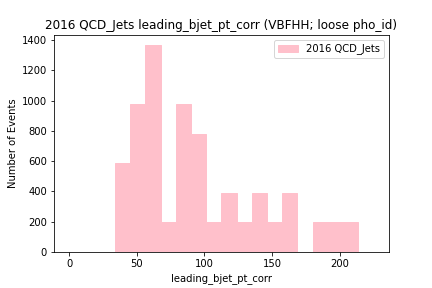 2016 QCD_Jets leading_bjet_pt_corr (VBFHH; loose pho_id)
2016 QCD_Jets
1400
1200
1000
800
600
400
200
0
Number of Events
0 50 100 150 200
leading_bjet_pt_corr